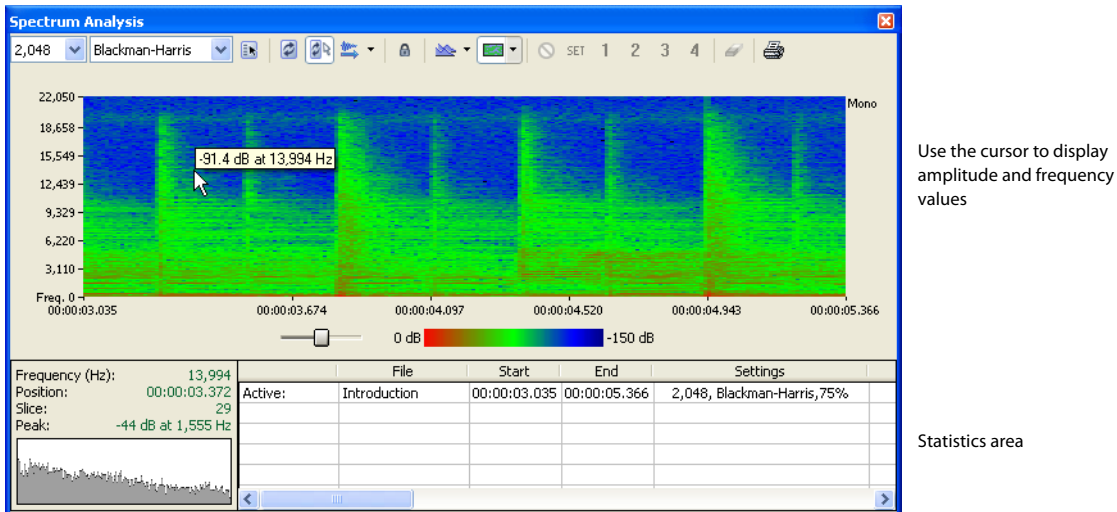 Spectrum Analysis
2,048 Blackman-Harris SET 1 2 3 4
22,050
Mono
18,658
15,549
-91.4 dB at 13,994 Hz
12,439
9,329
6,220
3,110
Freq. 0
00:00:03.035 00:00:03.674 00:00:04.097 00:00:04.520 00:00:04.943 00:00:05.366
0 dB -150 dB
Use the cursor to display
amplitude and frequency
values
Frequency (Hz): 13,994
Position: 00:00:03.372
Slice: 29
Peak: -44 dB at 1,555 Hz
File Start End Settings
Active: Introduction 00:00:03.035 00:00:05.366 2,048, Blackman-Harris,75%
Statistics area